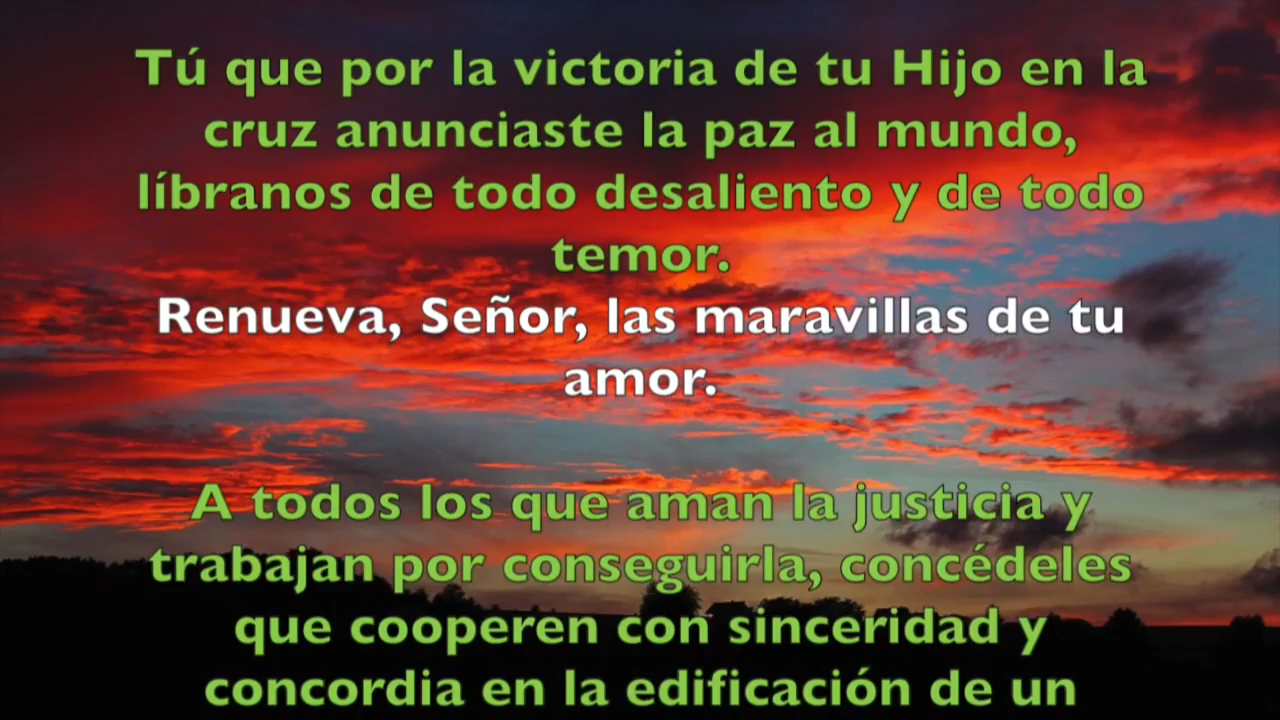 Tú que por la victoria de tu Hijo en la
cruz anunciaste la paz al mundo,
líbranos de todo desaliento y de todo
temor.
Renueva, Señor, las maravillas de tu
amor.
A todos los que aman la justicia y
trabajan por conseguirla, concédeles
que cooperen con sinceridad y
concordia en la edificación de un